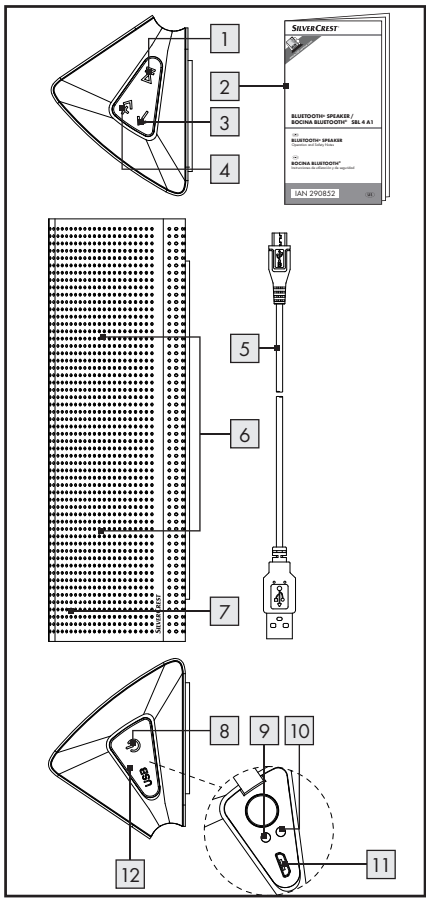 1
SILVERCREST
2
BLUETOOTH® SPEAKER /
BOCINA BLUETOOTH® SBL 4 A1
3
BLUETOOTH® SPEAKER
Operation and Safety Notes
4
BOCINA BLUETOOTH®
Instrucciones de utilización y de seguridad
IAN 290852
5
6
7
SILVERCREST
8
9
10
USB
11
12